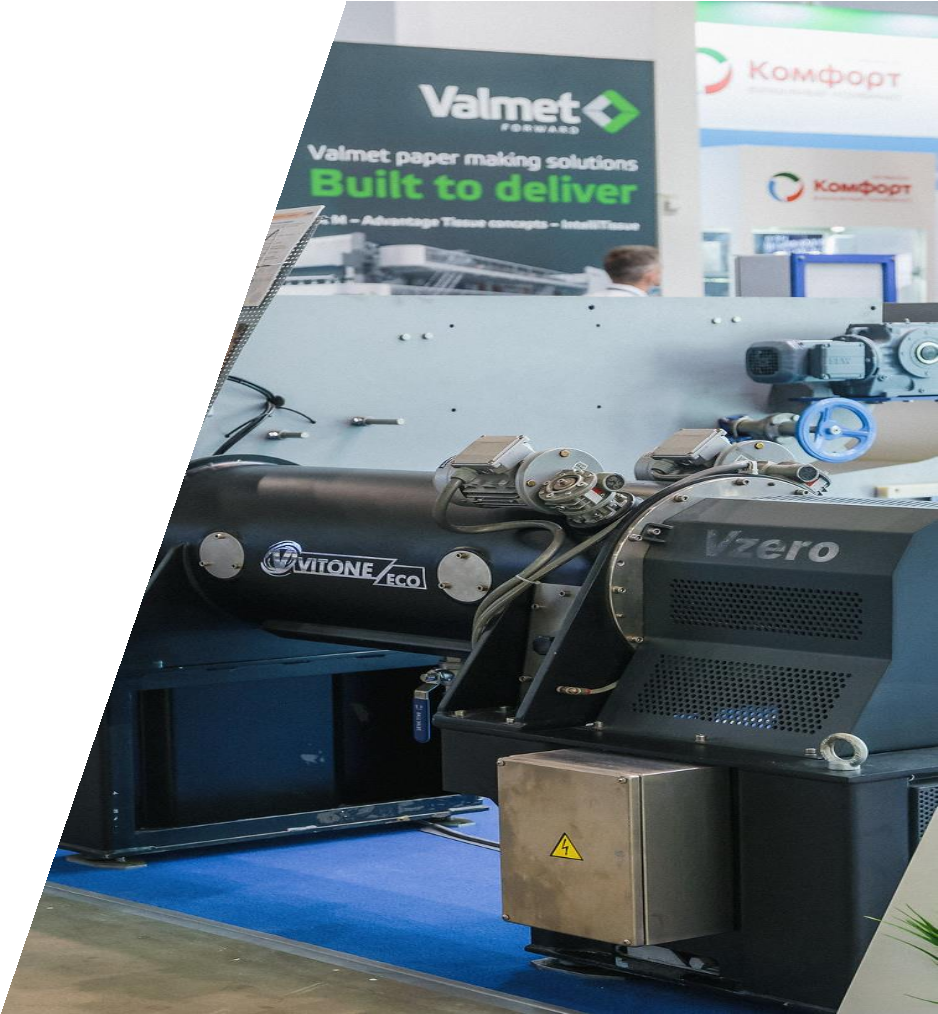 Valmet
FORWARD
Valmet paper making solutions
Built to deliver
M – Advantage Tissue concepts – IntelliTissue
Комфорт
Комфорт
VITONE ECO
Vzero